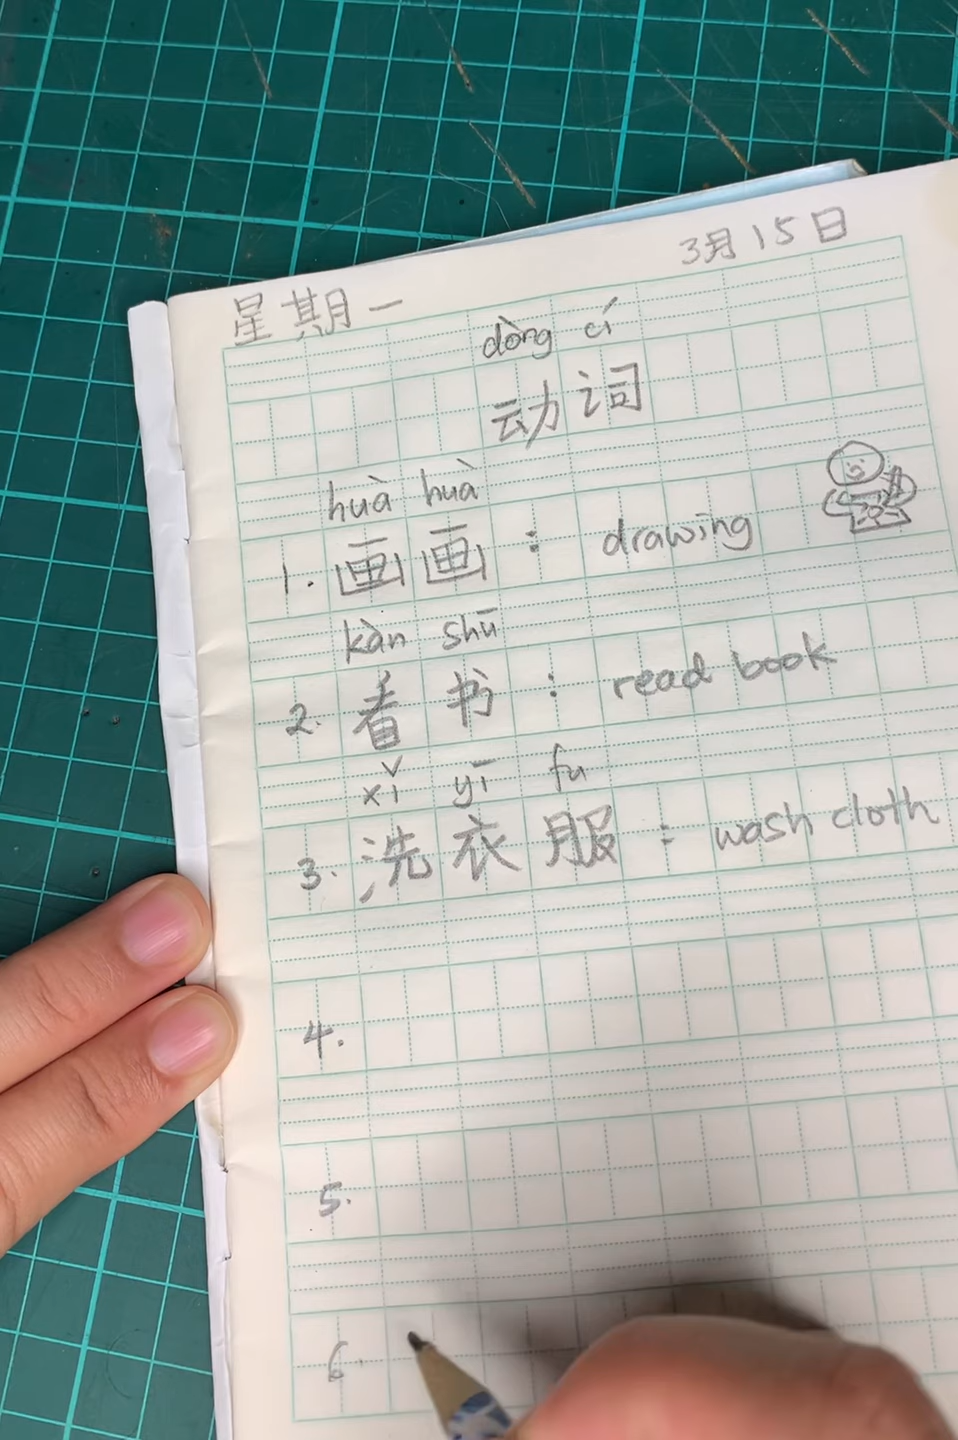 3月15日
星期一
dòng cí
动词
huà huà
1. 画画 : drawing
kàn shū
2. 看书 : read book
xǐ yī fu
3. 洗衣服 : wash cloth
4.
5.
6.